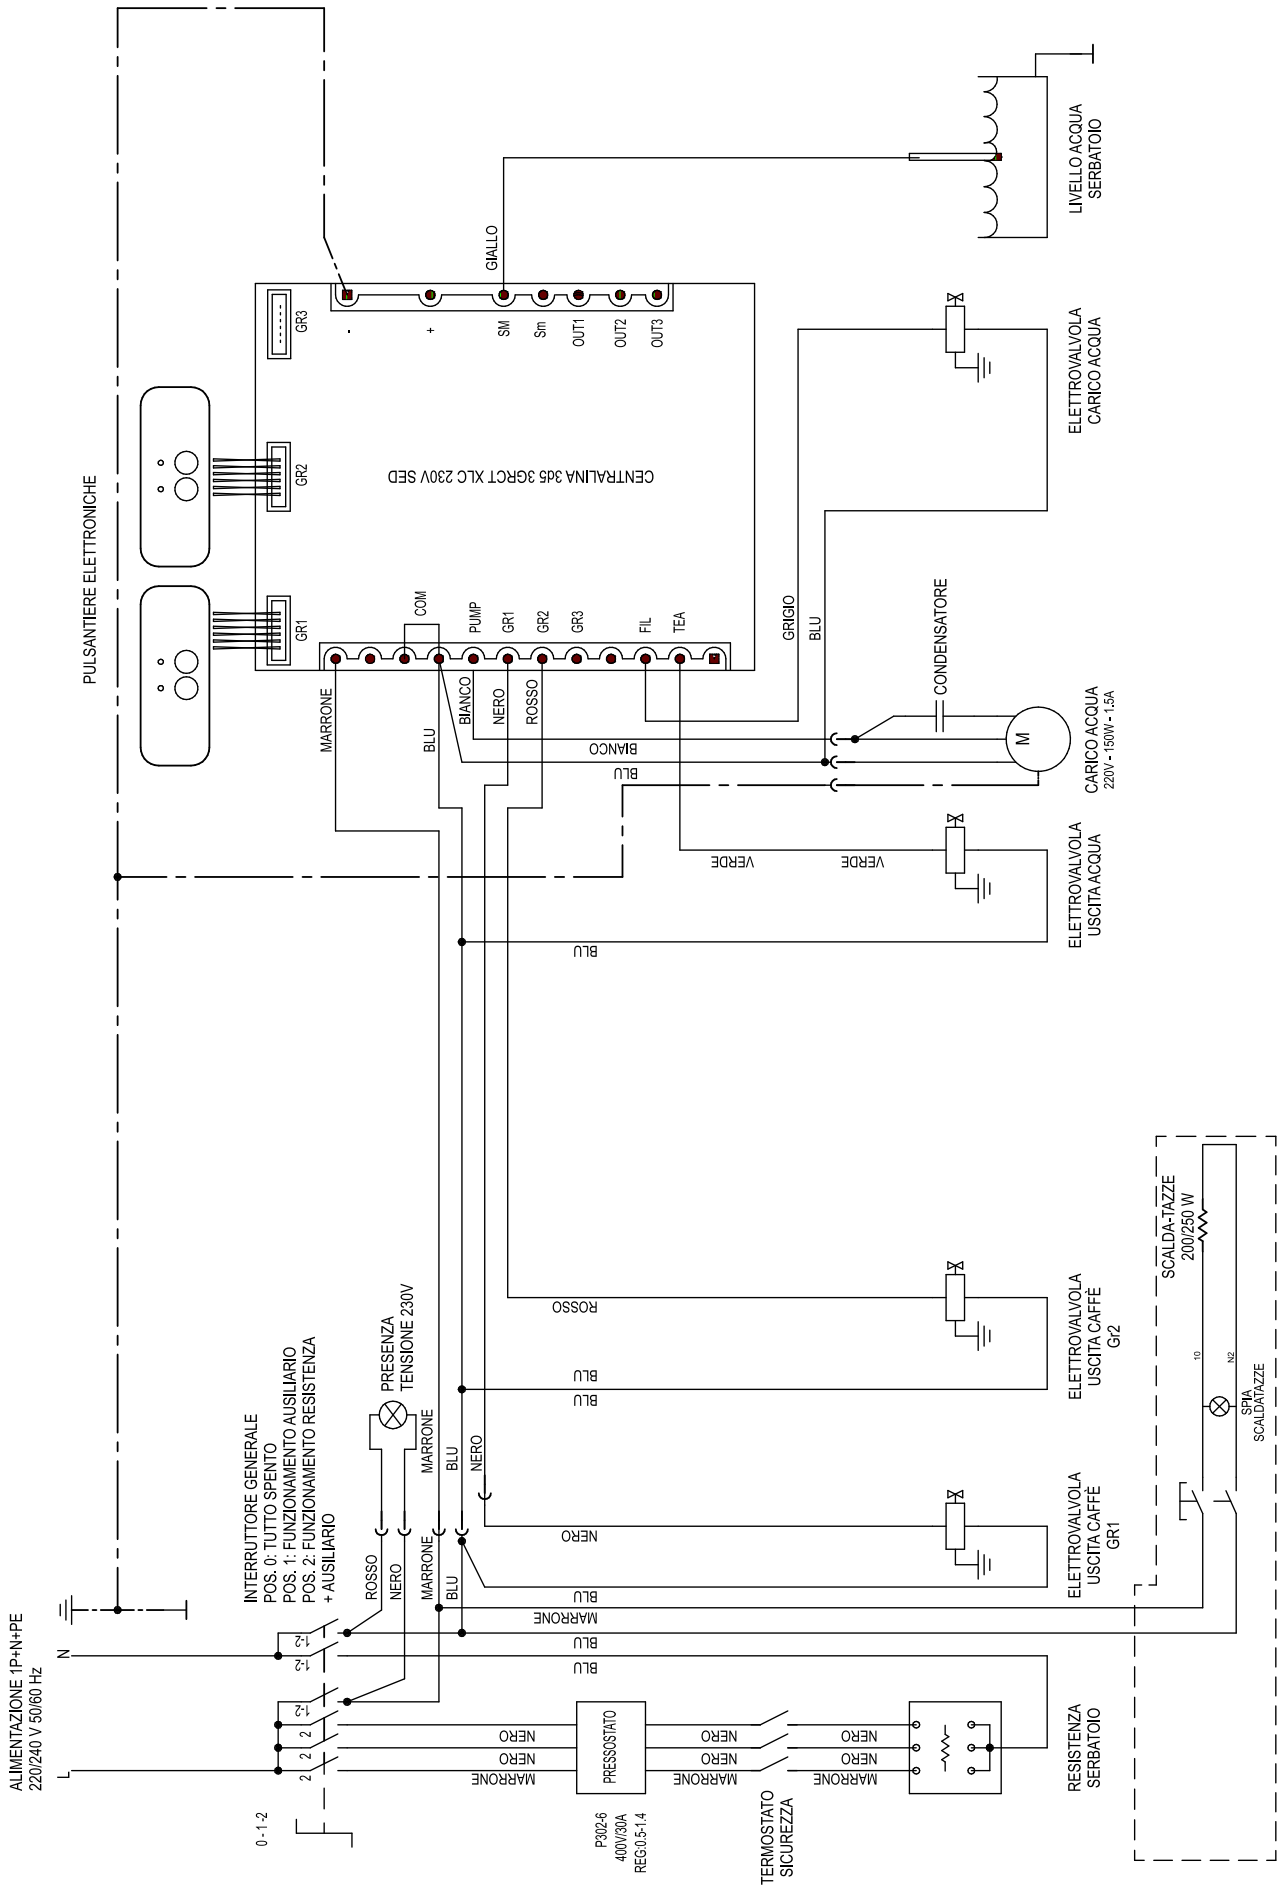 ALIMENTAZIONE 1P+N+PE
220/240 V 50/60 Hz
L
N
0 - 1 -2
INTERRUTTORE GENERALE
POS. 0: TUTTO SPENTO
POS. 1: FUNZIONAMENTO AUSILIARIO
POS. 2: FUNZIONAMENTO RESISTENZA
+ AUSILIARIO
2
2
2
1-2
1-2
1-2
ROSSO
NERO
PRESENZA
TENSIONE 230V
MARRONE
BLU
MARRONE
BLU
NERO
PULSANTIERE ELETTRONICHE
GR1
GR2
GR3
CENTRALINA 3d5 3GRCT XLC 230V SED
COM
PUMP
GR1
GR2
GR3
FIL
TEA
-
+
SM
Sm
OUT1
OUT2
OUT3
MARRONE
BLU
BIANCO
NERO
ROSSO
GIALLO
GRIGIO
BLU
BIANCO
BLU
CONDENSATORE
M
VERDE
VERDE
BLU
ROSSO
BLU
BLU
NERO
BLU
MARRONE
BLU
BLU
NERO
NERO
MARRONE
PRESSOSTATO
P302-6
400V/30A
REG:0.5-1.4
NERO
NERO
MARRONE
TERMOSTATO
SICUREZZA
NERO
NERO
MARRONE
RESISTENZA
SERBATOIO
ELETTROVALVOLA
USCITA CAFFÈ
GR1
ELETTROVALVOLA
USCITA CAFFÈ
Gr2
ELETTROVALVOLA
USCITA ACQUA
CARICO ACQUA
220V - 150W - 1.5A
ELETTROVALVOLA
CARICO ACQUA
LIVELLO ACQUA
SERBATOIO
SCALDA-TAZZE
200/250 W
10
N2
SPIA
SCALDATAZZE